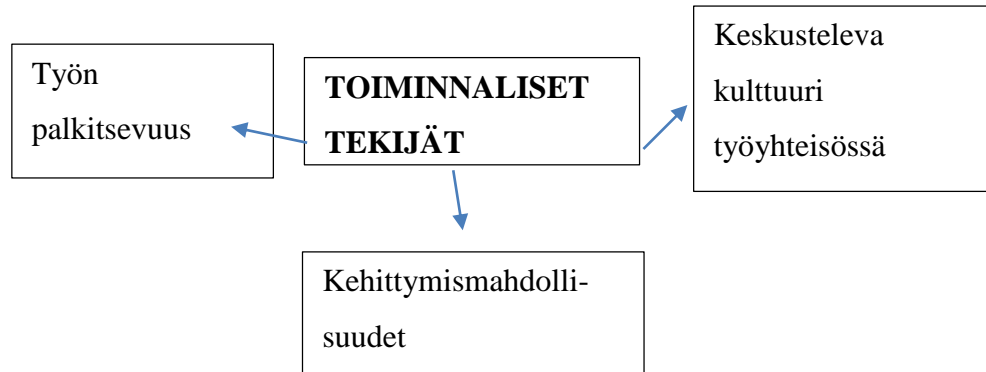 Työn
palkitsevuus
TOIMINNALISET
TEKIJÄT
Keskusteleva
kulttuuri
työyhteisössä
Kehittymismahdolli-
suudet